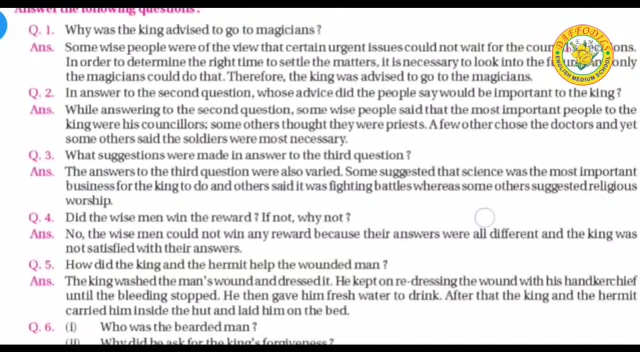 Answer the following questions :
Q. 1. Why was the king advised to go to magicians ?
Ans. Some wise people were of the view that certain urgent issues could not wait for the
In order to determine the right time to settle the matters, it is necessary to look into the only
the magicians could do that. Therefore, the king was advised to go to the magicians.
Q. 2. In answer to the second question, whose advice did the people say would be important to the king ?
Ans. While answering to the second question, some wise people said that the most important people to the
king were his councillors; some others thought they were priests. A few other chose the doctors and yet
some others said the soldiers were most necessary.
Q. 3. What suggestions were made in answer to the third question ?
Ans. The answers to the third question were also varied. Some suggested that science was the most important
business for the king to do and others said it was fighting battles whereas some others suggested religious
worship.
Q. 4. Did the wise men win the reward ? If not, why not ?
Ans. No, the wise men could not win any reward because their answers were all different and the king was
not satisfied with their answers.
Q. 5. How did the king and the hermit help the wounded man ?
Ans. The king washed the man's wound and dressed it. He kept on re-dressing the wound with his handkerchief
until the bleeding stopped. He then gave him fresh water to drink. After that the king and the hermit
carried him inside the hut and laid him on the bed.
Q. 6. (i) Who was the bearded man ?
(ii) Why did he ask for the king's forgiveness ?
DAFFODILS
ENGLISH MEDIUM SCHOOL